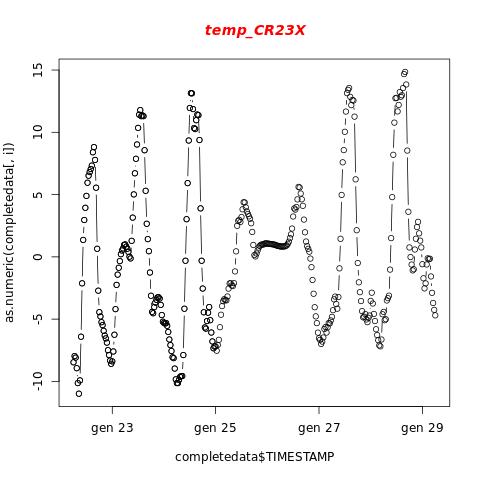 temp_CR23X
as.numeric(completedata[, i])
15
10
5
0
-5
-10
gen 23
gen 25
gen 27
gen 29
completedata$TIMESTAMP